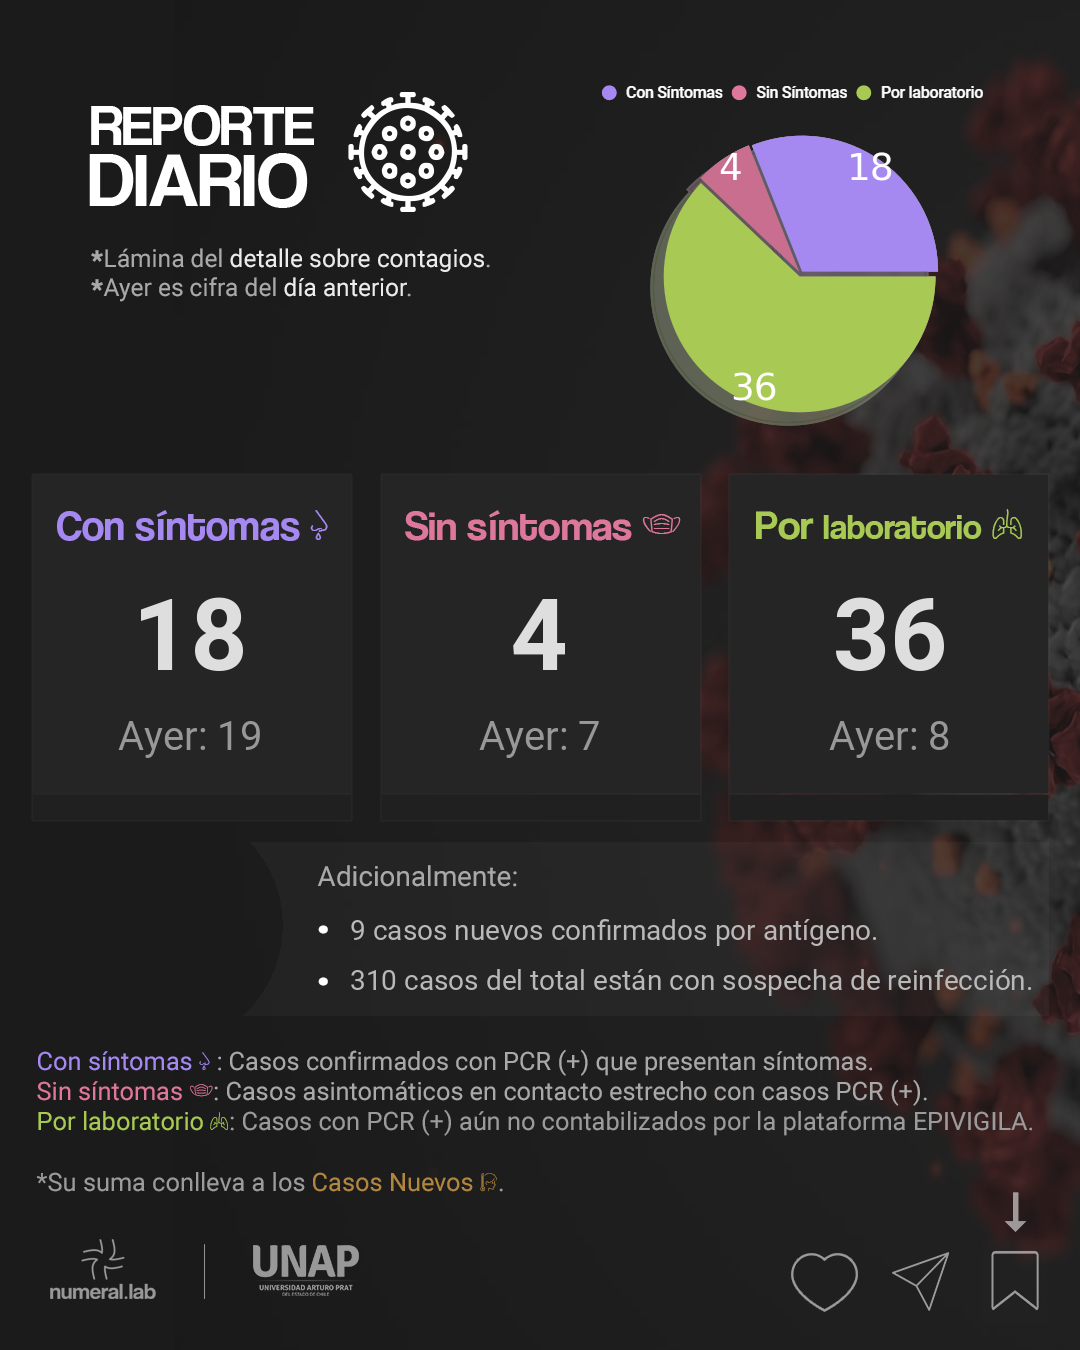 REPORTE
DIARIO
*Lámina del detalle sobre contagios.
*Ayer es cifra del día anterior.
Con Síntomas Sin Síntomas Por laboratorio
4
18
36
Con síntomas
18
Ayer: 19
Sin síntomas
4
Ayer: 7
Por laboratorio
36
Ayer: 8
Adicionalmente:
• 9 casos nuevos confirmados por antígeno.
• 310 casos del total están con sospecha de reinfección.
Con síntomas : Casos confirmados con PCR (+) que presentan síntomas.
Sin síntomas : Casos asintomáticos en contacto estrecho con casos PCR (+).
Por laboratorio : Casos con PCR (+) aún no contabilizados por la plataforma EPIVIGILA.
*Su suma conlleva a los Casos Nuevos .
numeral.lab
UNAP
UNIVERSIDAD ARTURO PRAT
DEL ESTADO DE CHILE